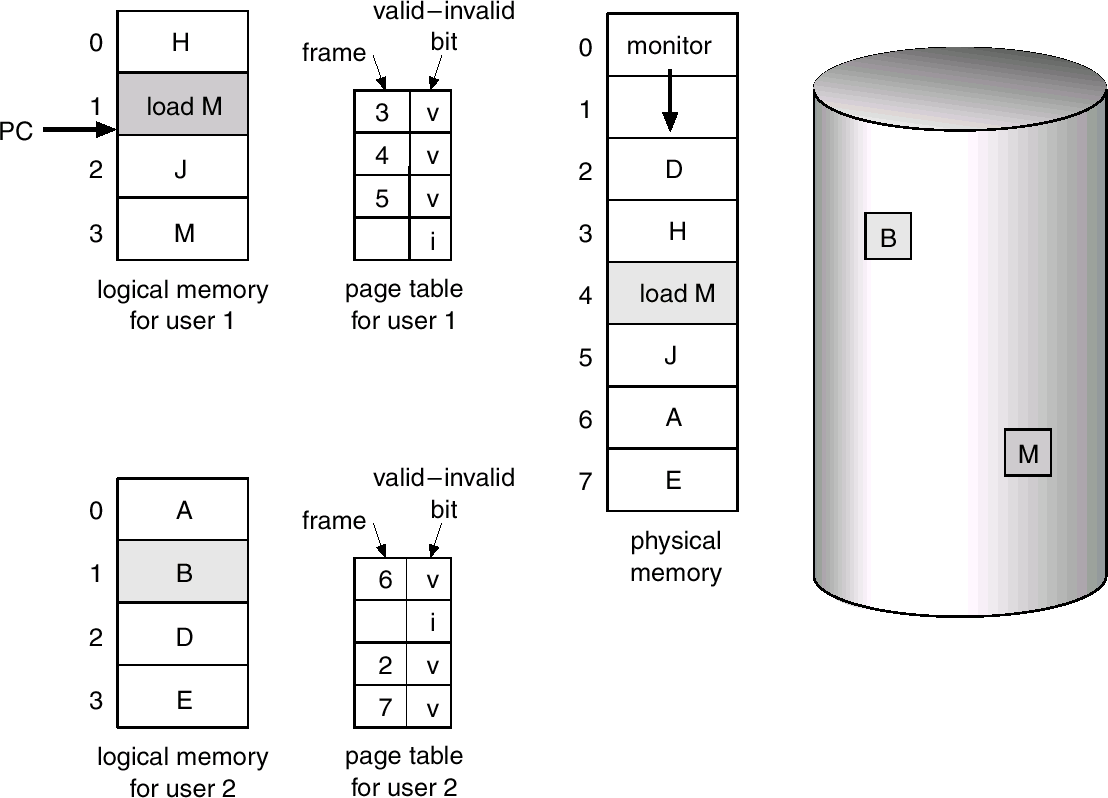 valid–invalid
bit
frame
0 H
1 load M
PC
2 J
3 M
3 v
4 v
5 v
i
logical memory
for user 1
page table
for user 1
0 monitor
1
2 D
3 H
4 load M
5 J
6 A
7 E
physical
memory
B
M
valid–invalid
bit
frame
0 A
1 B
2 D
3 E
6 v
i
2 v
7 v
logical memory
for user 2
page table
for user 2